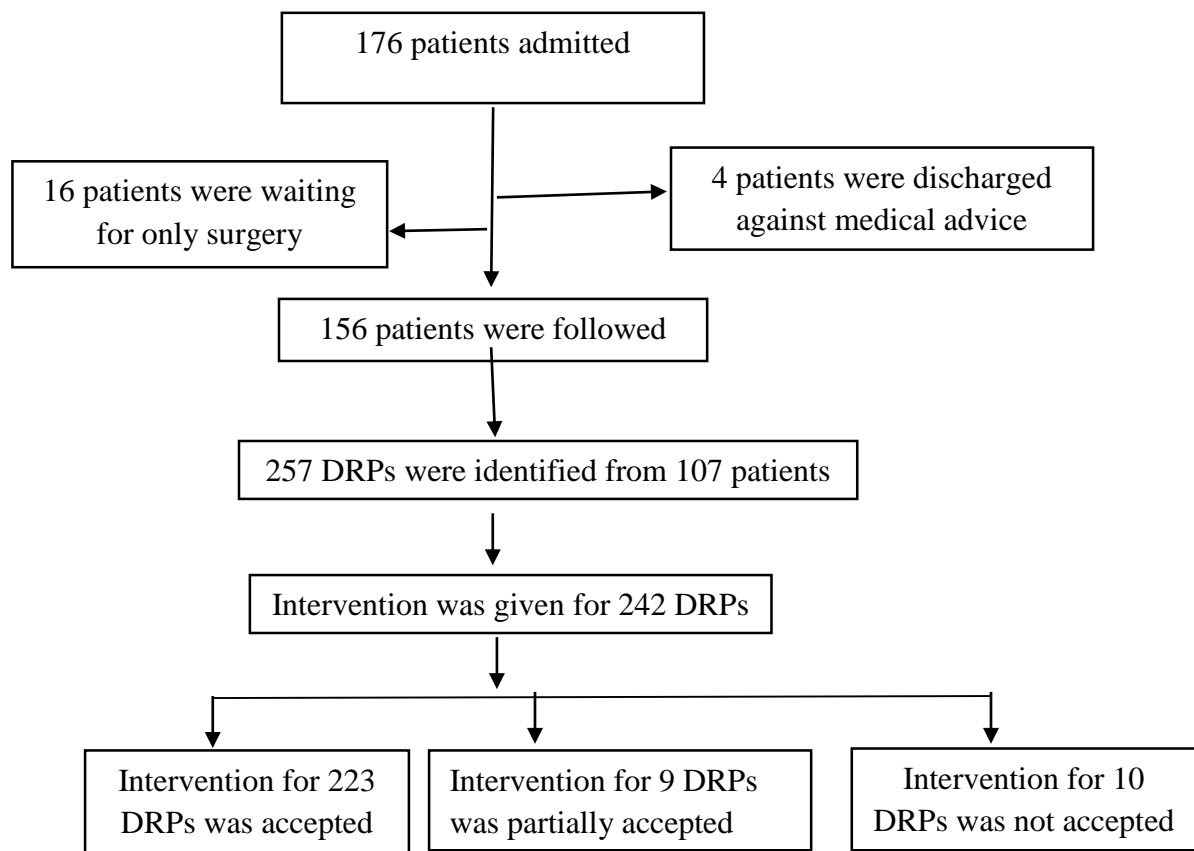 176 patients admitted
16 patients were waiting
for only surgery
4 patients were discharged
against medical advice
156 patients were followed
257 DRPs were identified from 107 patients
Intervention was given for 242 DRPs
Intervention for 223
DRPs was accepted
Intervention for 9 DRPs
was partially accepted
Intervention for 10
DRPs was not accepted